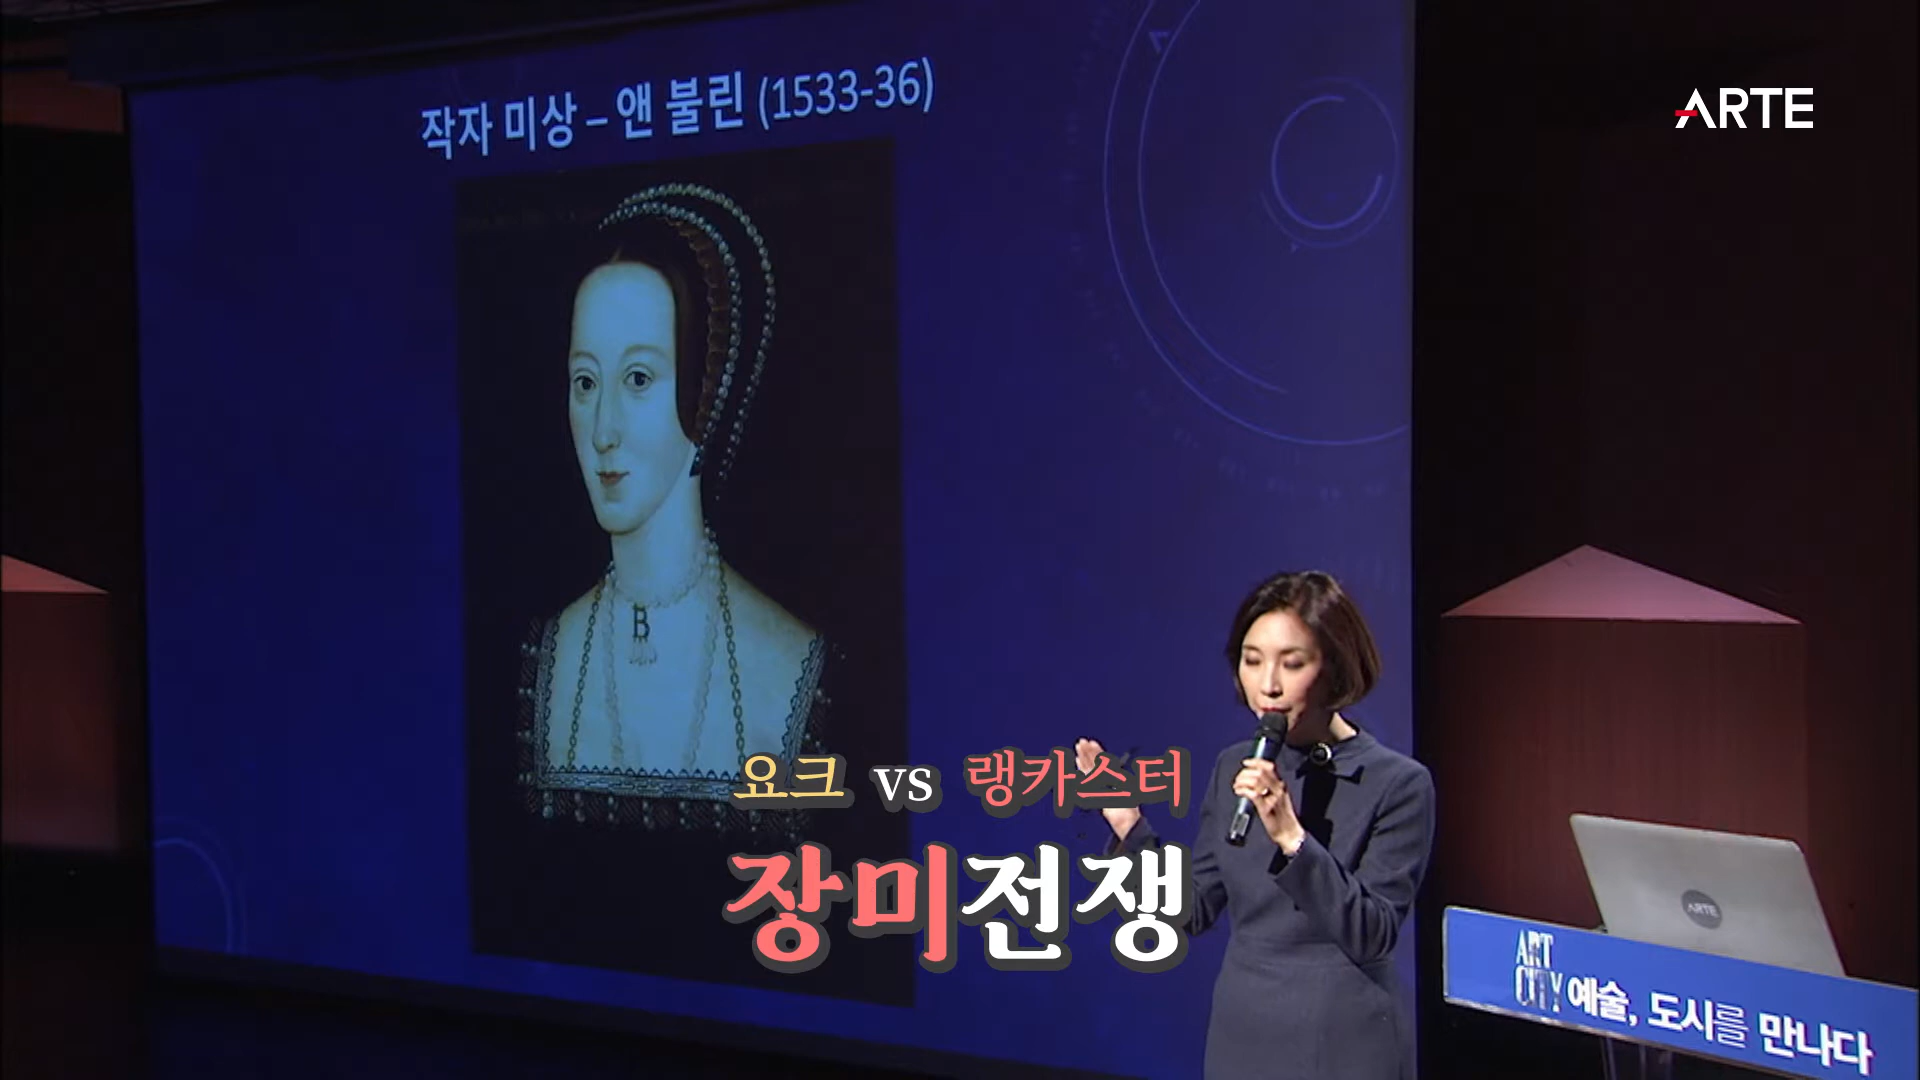 작자 미상 – 앤 불린 (1533-36)
ARTE
B
요크 vs 랭카스터
장미전쟁
ARTE
ART CITY 예술, 도시를 만나다